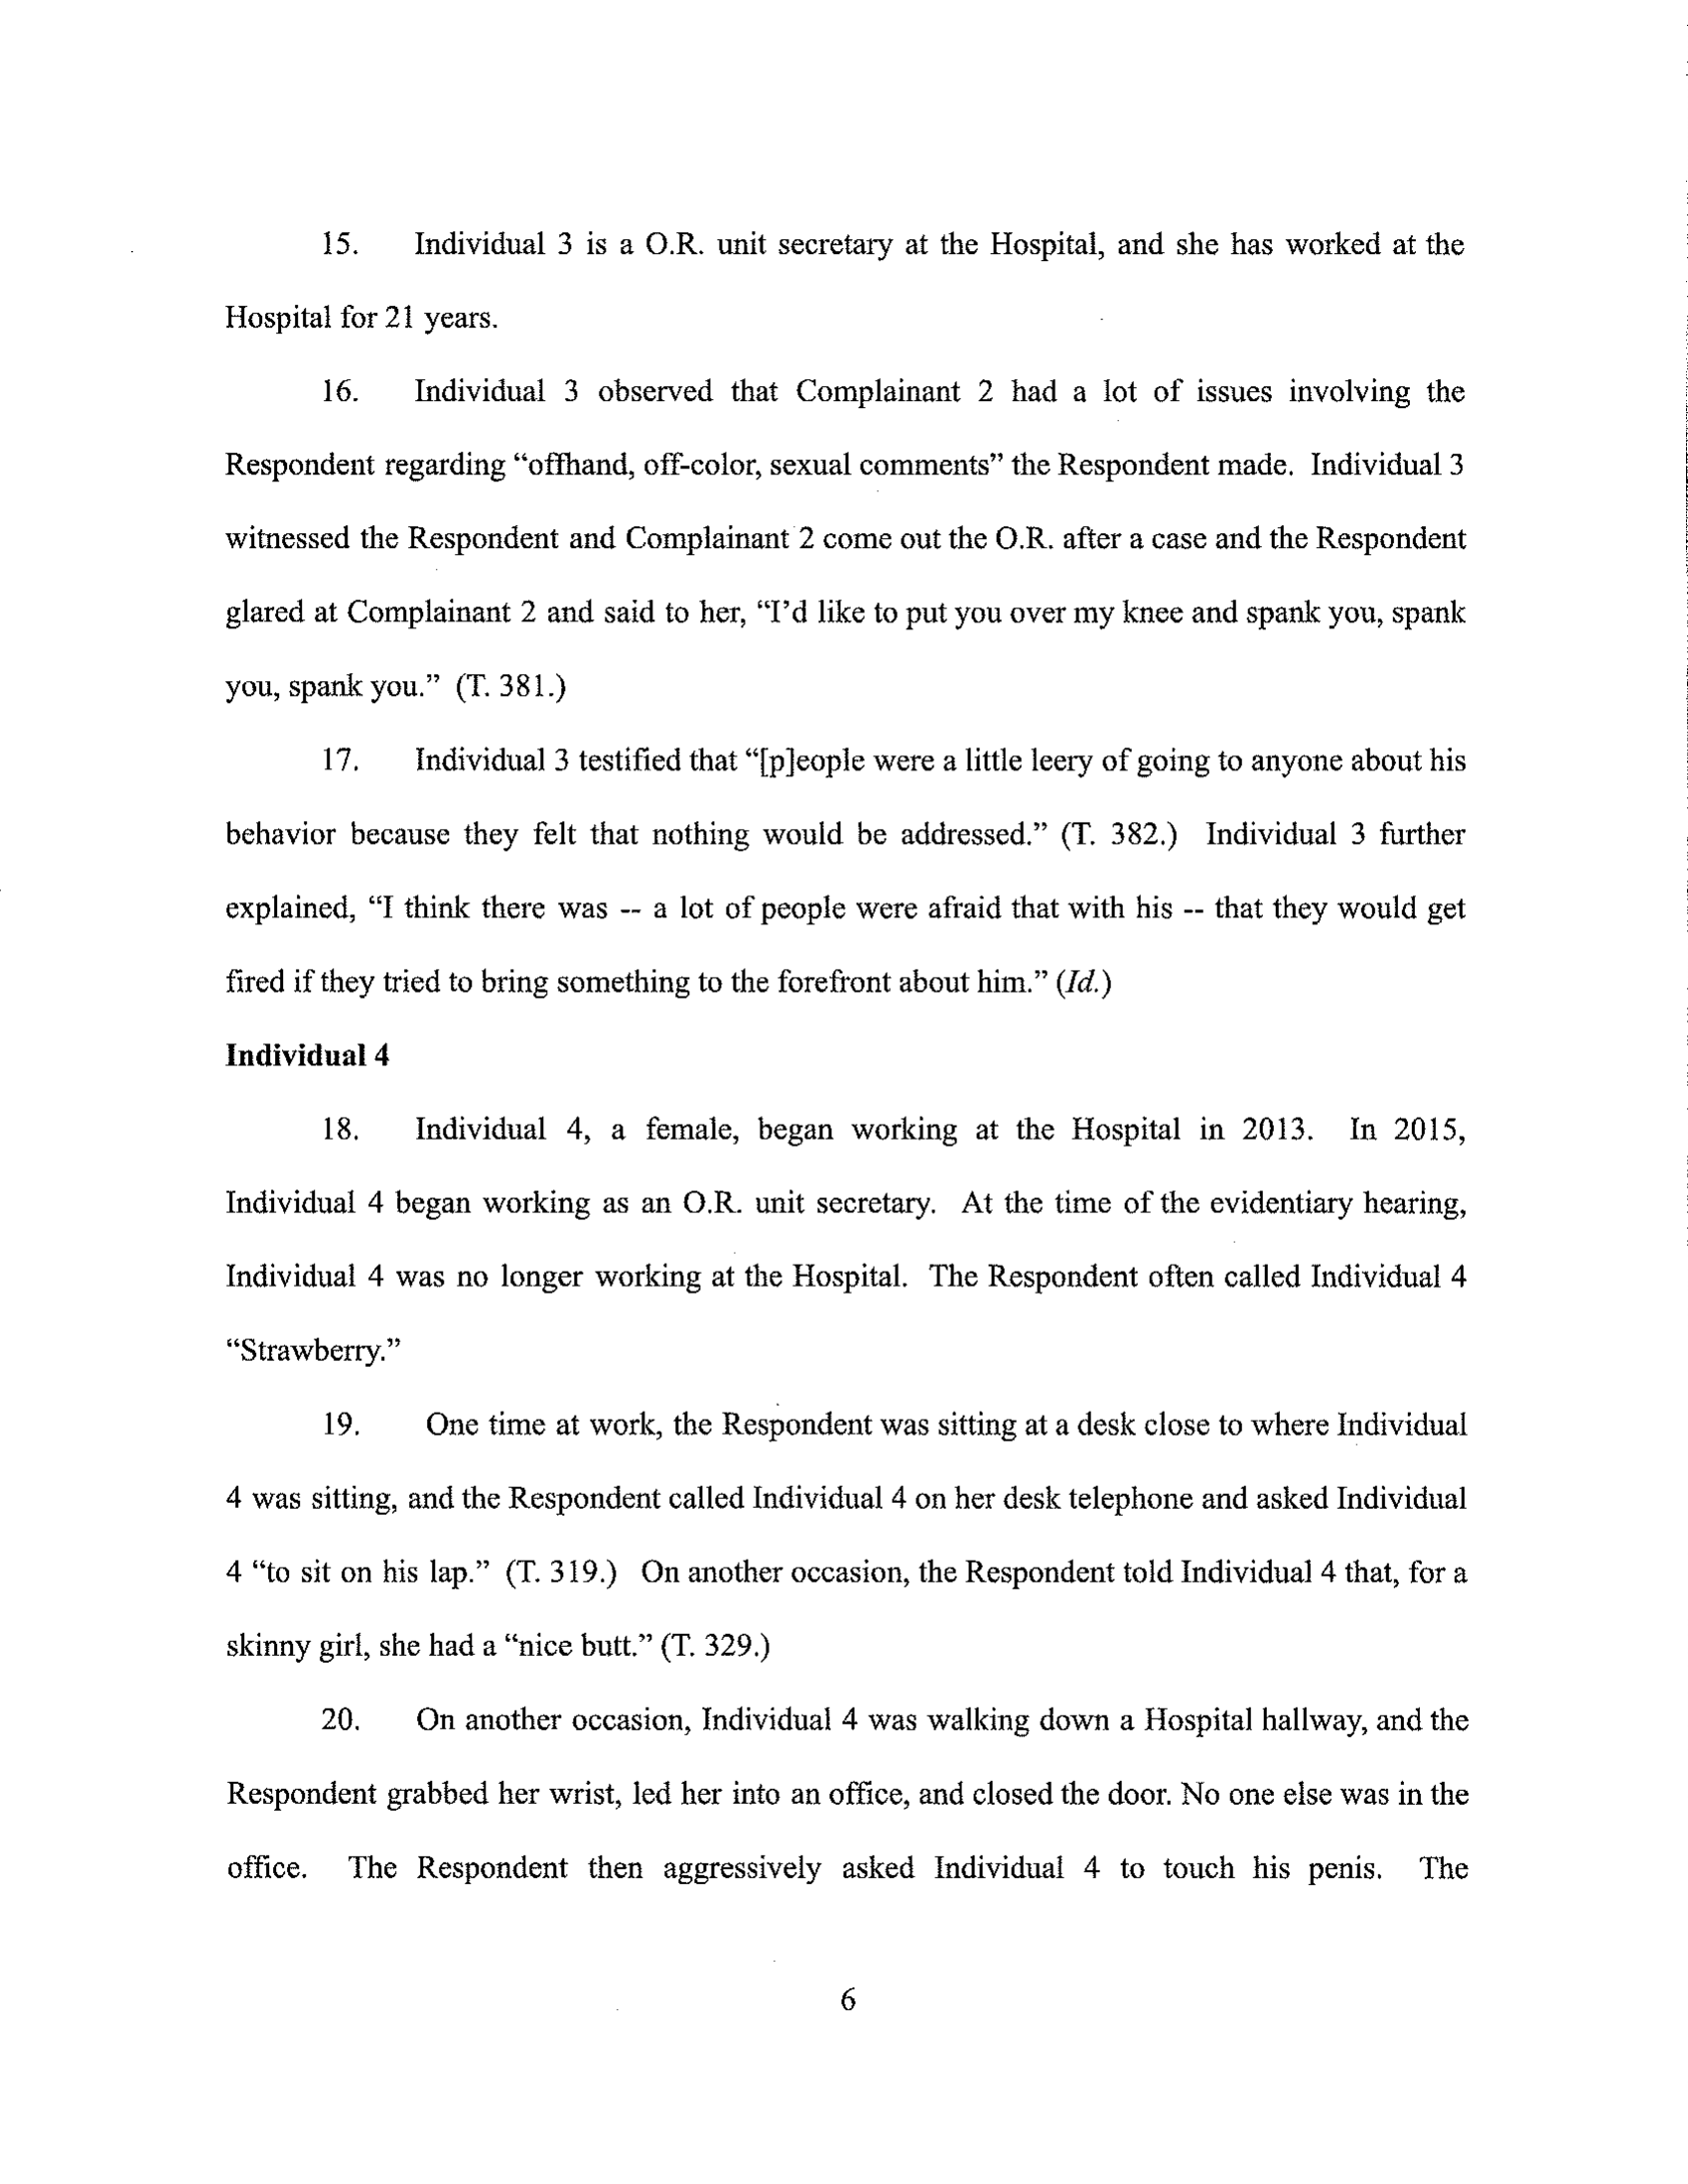 15. Individual 3 is a O.R. unit secretary at the Hospital, and she has worked at the
Hospital for 21 years.
16. Individual 3 observed that Complainant 2 had a lot of issues involving the
Respondent regarding “offhand, off-color, sexual comments” the Respondent made. Individual 3
witnessed the Respondent and Complainant 2 come out the O.R. after a case and the Respondent
glared at Complainant 2 and said to her, “I’d like to put you over my knee and spank you, spank
you, spank you.” (T. 381.)
17. Individual 3 testified that “[p]eople were a little leery of going to anyone about his
behavior because they felt that nothing would be addressed.” (T. 382.) Individual 3 further
explained, “I think there was -- a lot of people were afraid that with his -- that they would get
fired if they tried to bring something to the forefront about him.” (Id.)
Individual 4
18. Individual 4, a female, began working at the Hospital in 2013. In 2015,
Individual 4 began working as an O.R. unit secretary. At the time of the evidentiary hearing,
Individual 4 was no longer working at the Hospital. The Respondent often called Individual 4
“Strawberry.”
19. One time at work, the Respondent was sitting at a desk close to where Individual
4 was sitting, and the Respondent called Individual 4 on her desk telephone and asked Individual
4 “to sit on his lap.” (T. 319.) On another occasion, the Respondent told Individual 4 that, for a
skinny girl, she had a “nice butt.” (T. 329.)
20. On another occasion, Individual 4 was walking down a Hospital hallway, and the
Respondent grabbed her wrist, led her into an office, and closed the door. No one else was in the
office. The Respondent then aggressively asked Individual 4 to touch his penis. The
6